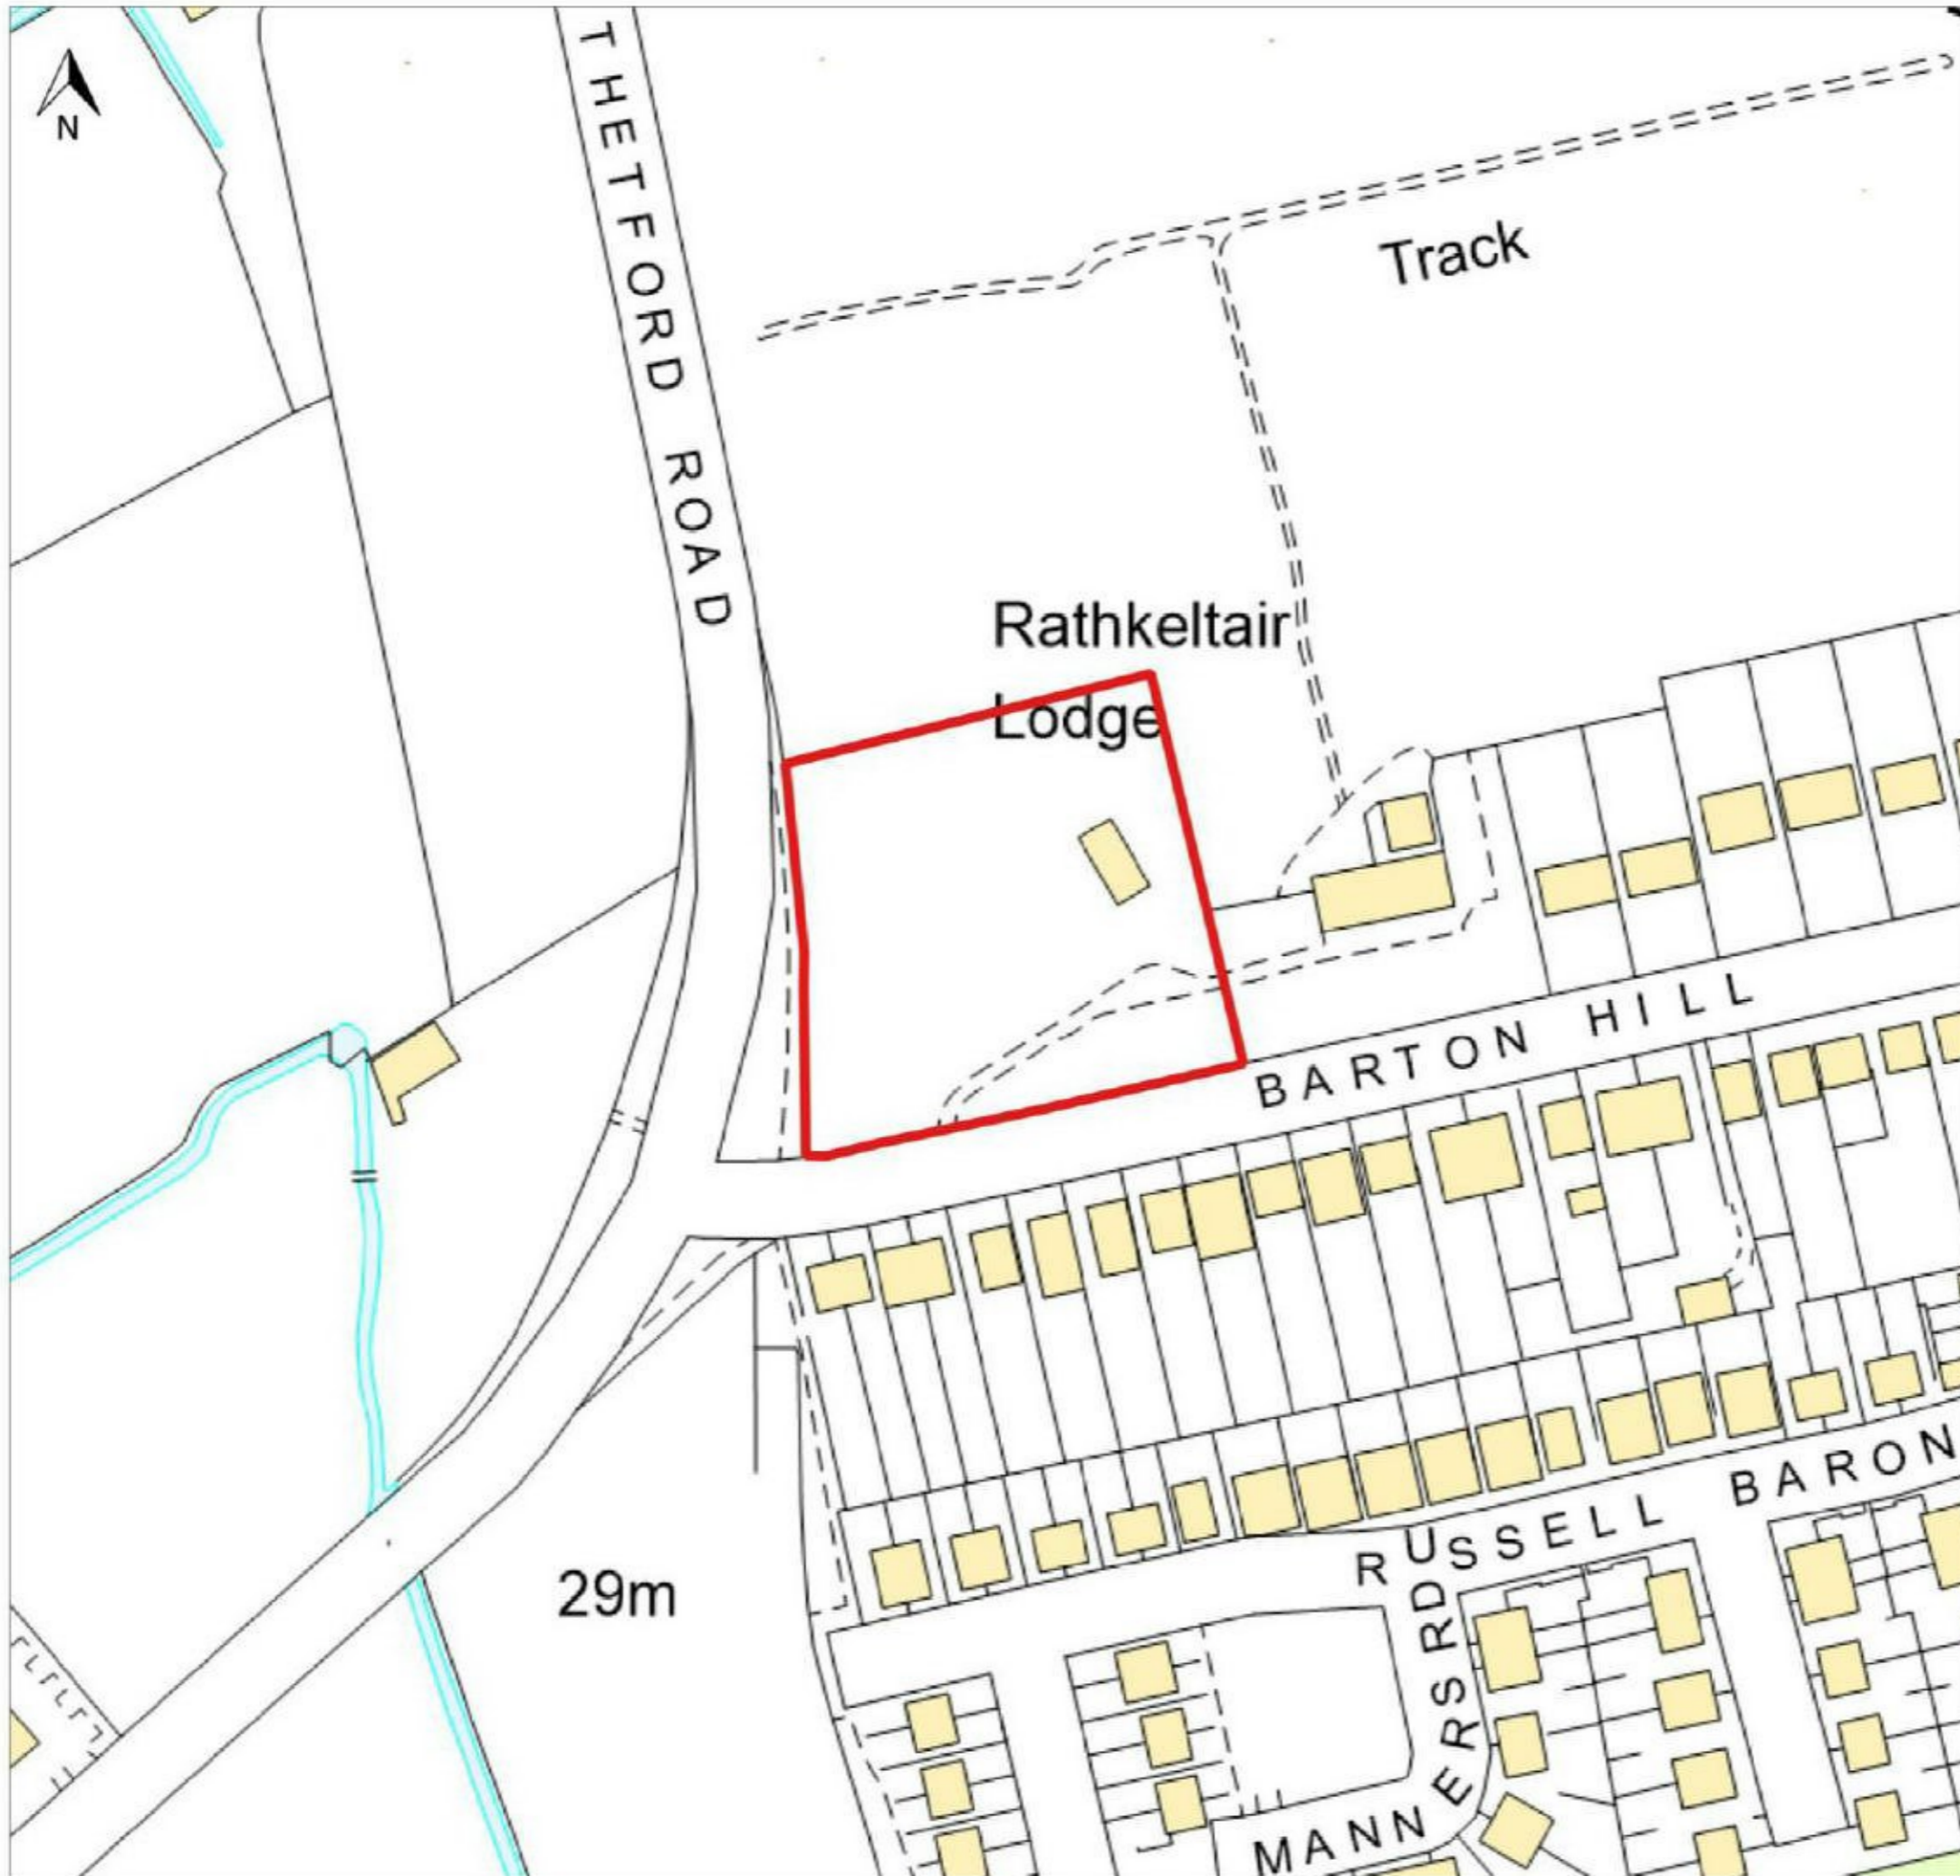 N
THETFORD ROAD
Track
Rathkeltair
Lodge
BARTON HILL
BARON
RUSSELL
29m
MANNERS RD